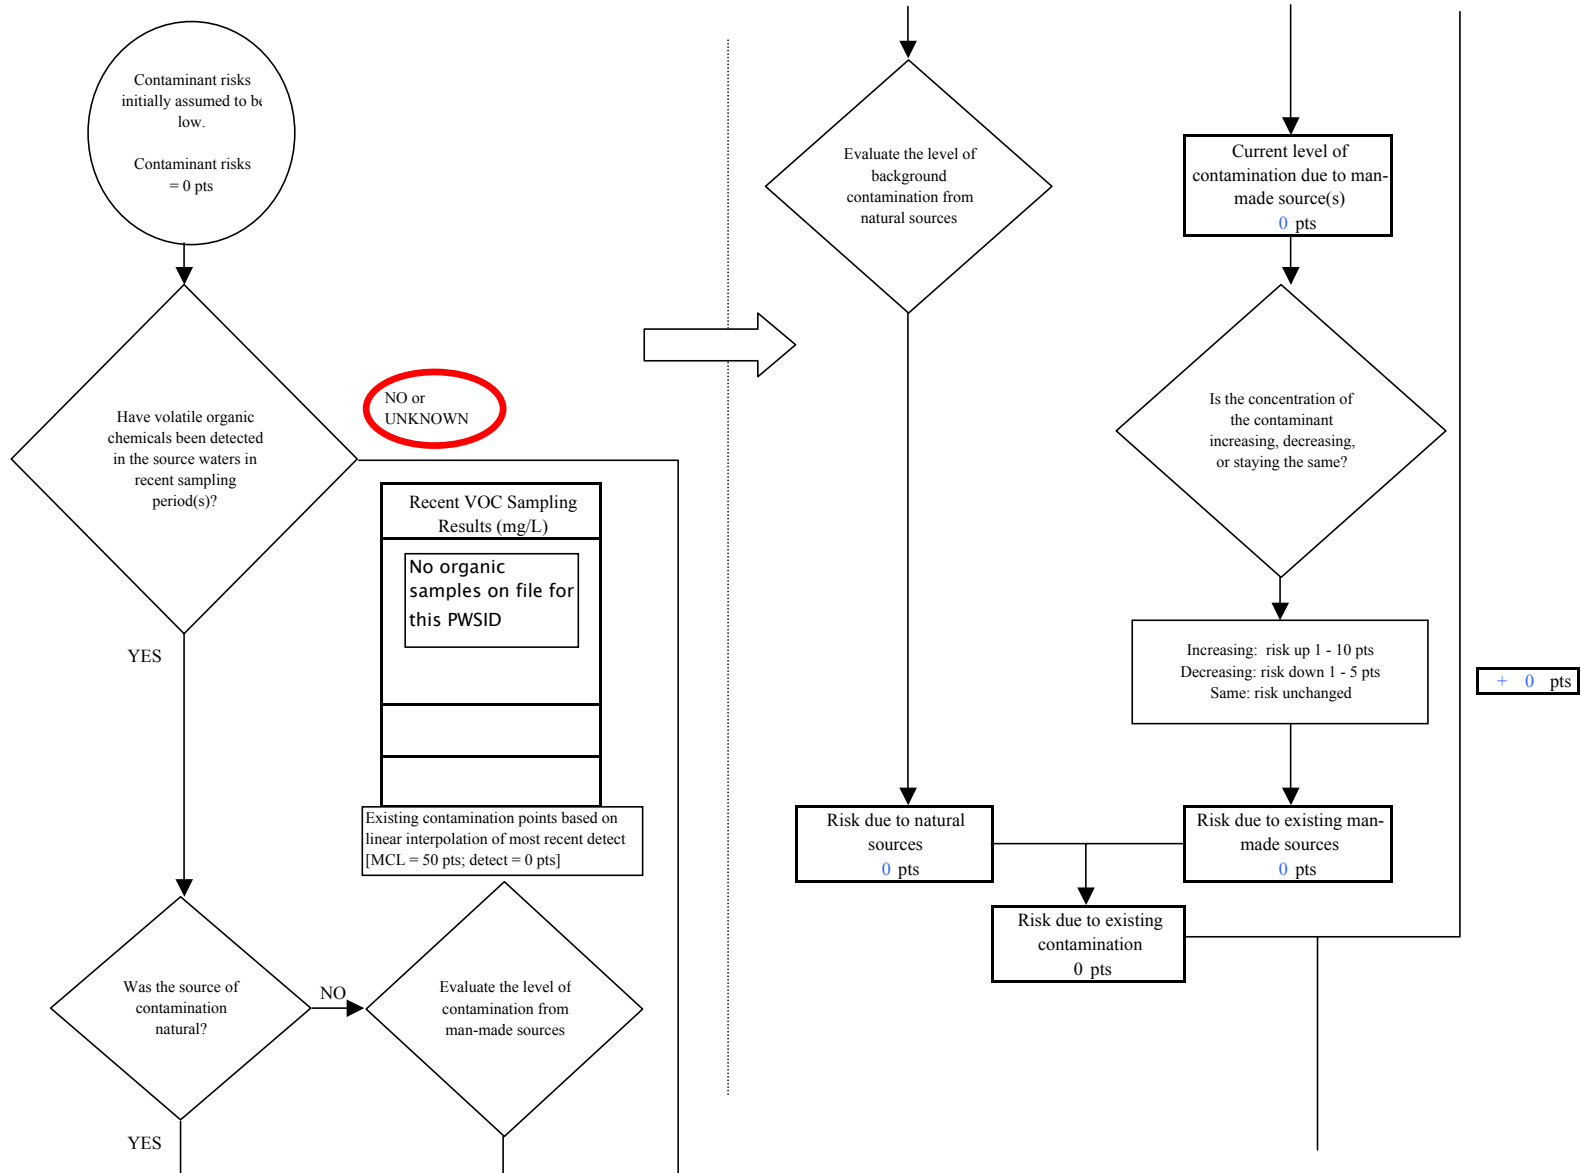 Contaminant risks
initially assumed to be
low.
Contaminant risks
= 0 pts
Have volatile organic
chemicals been detected
in the source waters in
recent sampling
period(s)?
NO or
UNKNOWN
Recent VOC Sampling
Results (mg/L)
No organic
samples on file for
this PWSID
YES
Existing contamination points based on
linear interpolation of most recent detect
[MCL = 50 pts; detect = 0 pts]
Was the source of
contamination
natural?
NO
Evaluate the level of
contamination from
man-made sources
YES
Evaluate the level of
background
contamination from
natural sources
Current level of
contamination due to man-
made source(s)
0 pts
Is the concentration of
the contaminant
increasing, decreasing,
or staying the same?
Increasing: risk up 1 - 10 pts
Decreasing: risk down 1 - 5 pts
Same: risk unchanged
+ 0 pts
Risk due to natural
sources
0 pts
Risk due to existing man-
made sources
0 pts
Risk due to existing
contamination
0 pts